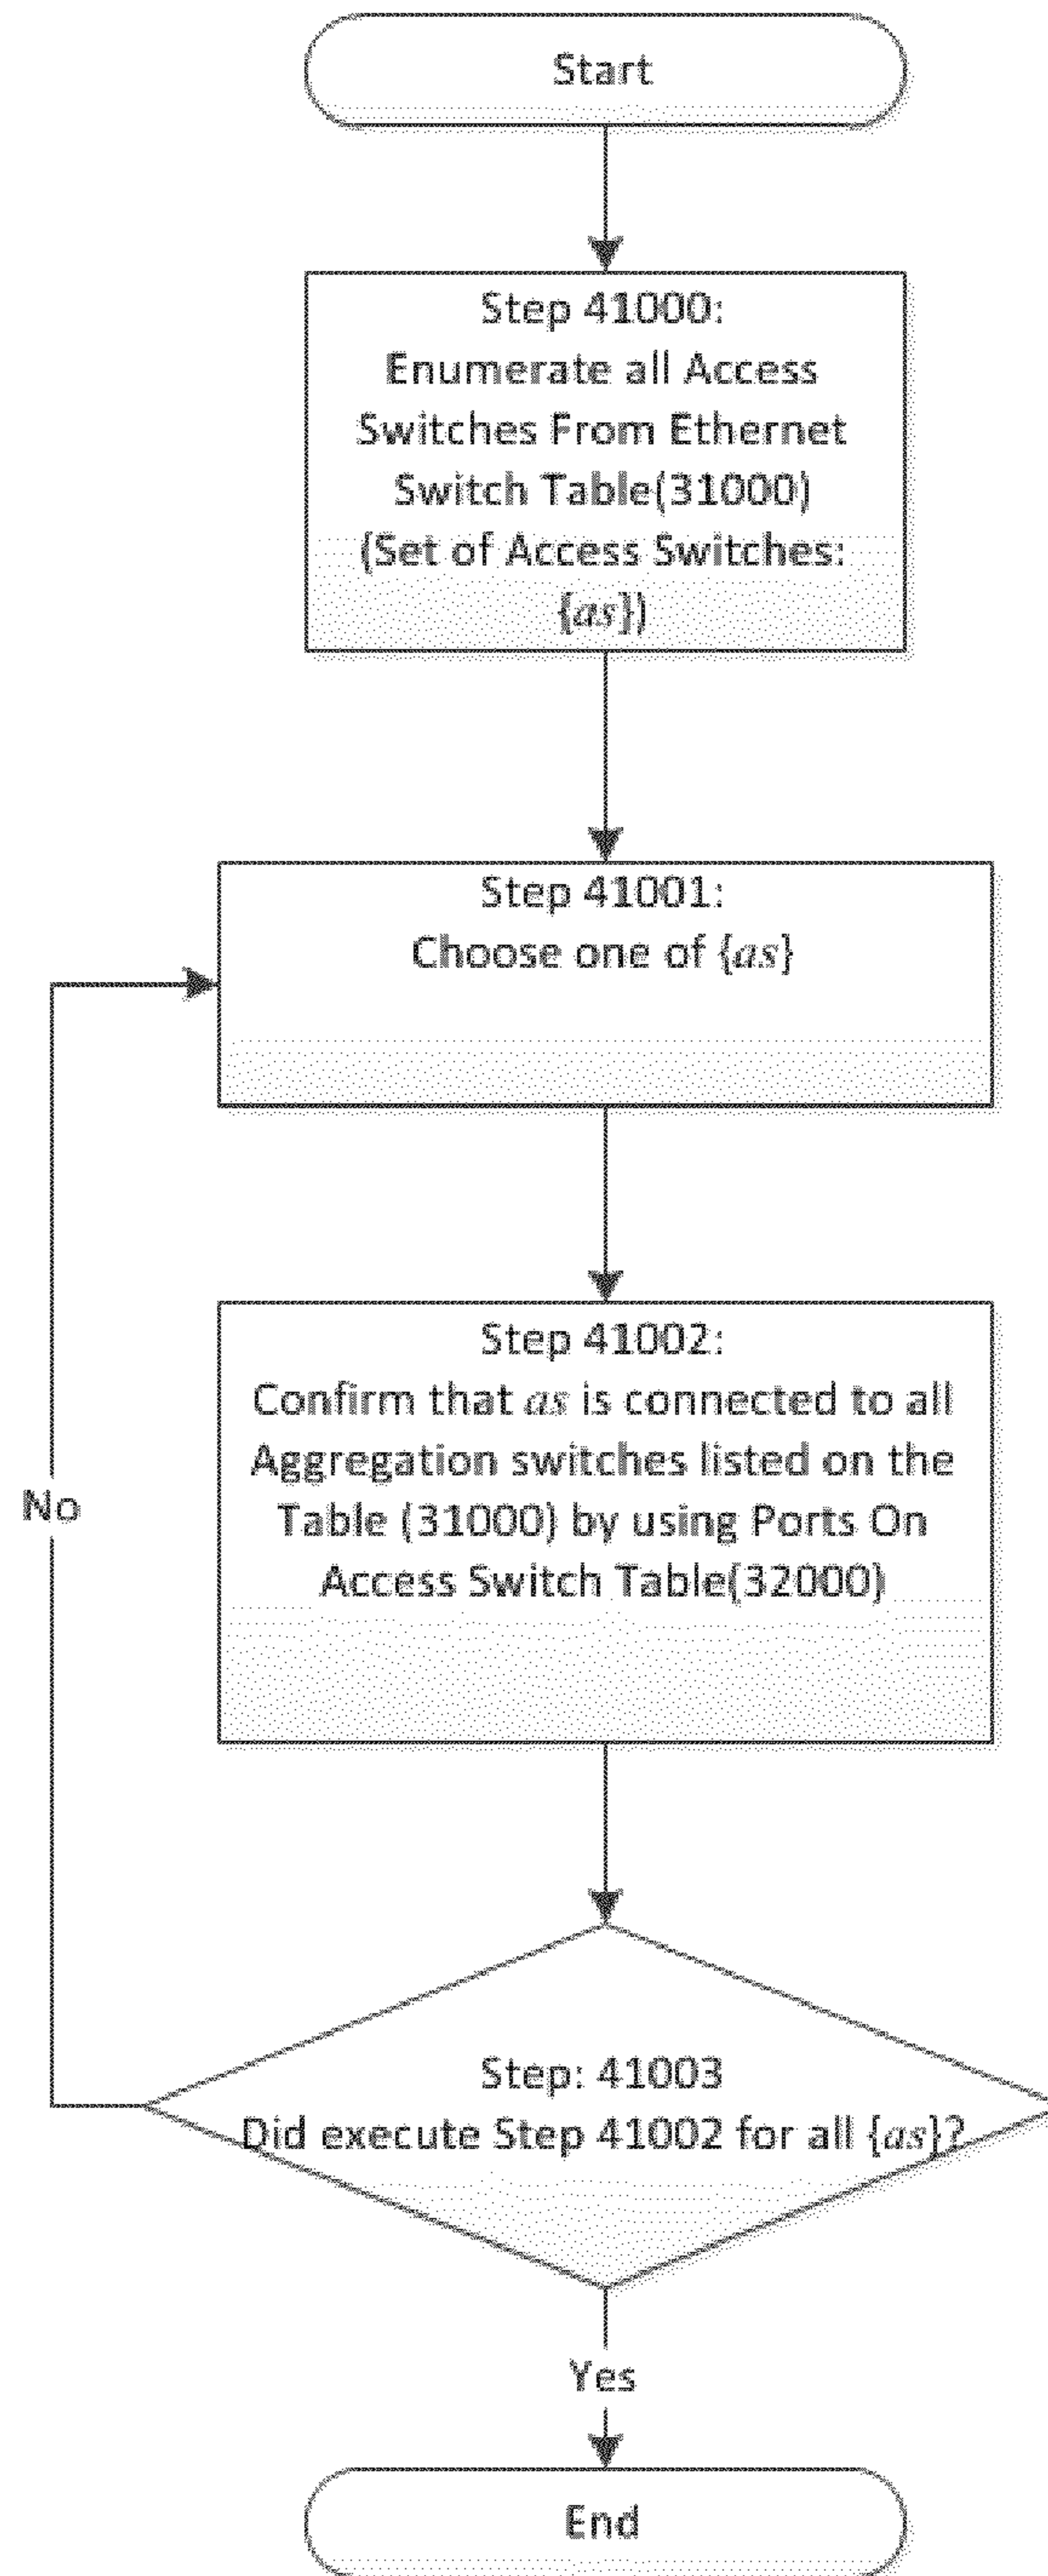 Start
Step 41000:
Enumerate all Access
Switches From Ethernet
Switch Table(31000)
(Set of Access Switches:
{as})
Step 41001:
Choose one of {as}
Step 41002:
Confirm that as is connected to all
Aggregation switches listed on the
Table (31000) by using Ports On
Access Switch Table(32000)
No
Step: 41003
Did execute Step 41002 for all {as}?
Yes
End